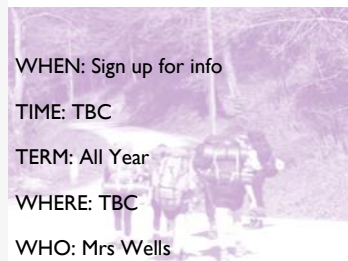 WHEN: Sign up for info
TIME: TBC
TERM: All Year
WHERE: TBC
WHO: Mrs Wells